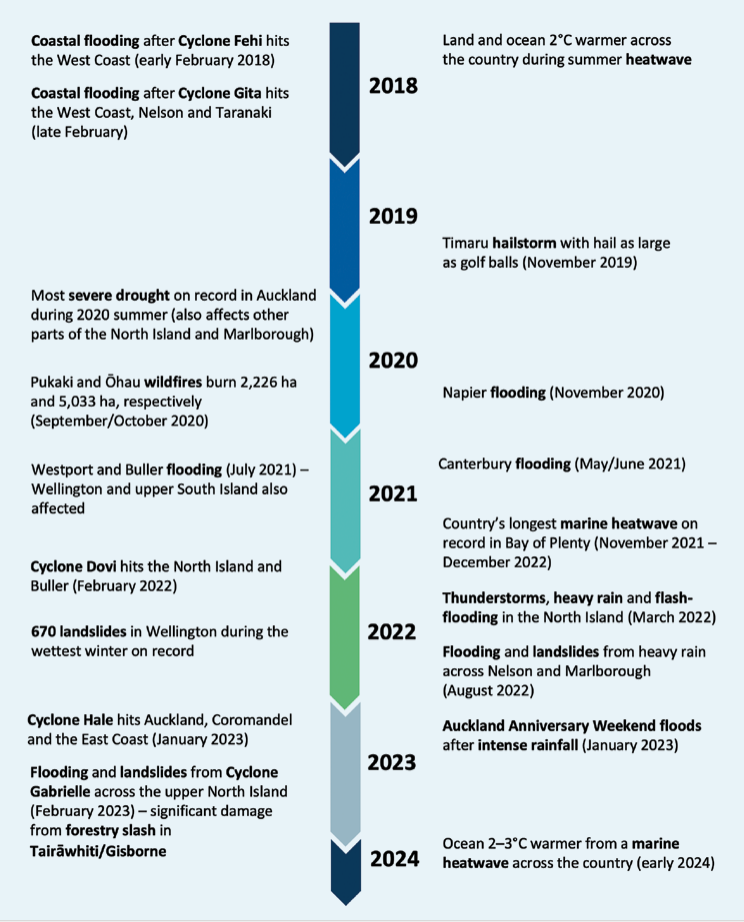 Coastal flooding after Cyclone Fehi hits
the West Coast (early February 2018)
Land and ocean 2°C warmer across
the country during summer heatwave
2018
Coastal flooding after Cyclone Gita hits
the West Coast, Nelson and Taranaki
(late February)
2019
Timaru hailstorm with hail as large
as golf balls (November 2019)
Most severe drought on record in Auckland
during 2020 summer (also affects other
parts of the North Island and Marlborough)
2020
Pukaki and Ōhau wildfires burn 2,226 ha
and 5,033 ha, respectively
(September/October 2020)
Napier flooding (November 2020)
Canterbury flooding (May/June 2021)
Westport and Buller flooding (July 2021) –
Wellington and upper South Island also
affected
2021
Country’s longest marine heatwave on
record in Bay of Plenty (November 2021 –
December 2022)
Cyclone Dovi hits the North Island and
Buller (February 2022)
Thunderstorms, heavy rain and flash-
flooding in the North Island (March 2022)
2022
670 landslides in Wellington during the
wettest winter on record
Flooding and landslides from heavy rain
across Nelson and Marlborough
(August 2022)
Cyclone Hale hits Auckland, Coromandel
and the East Coast (January 2023)
Auckland Anniversary Weekend floods
after intense rainfall (January 2023)
2023
Flooding and landslides from Cyclone
Gabrielle across the upper North Island
(February 2023) – significant damage
from forestry slash in
Tairāwhiti/Gisborne
2024
Ocean 2–3°C warmer from a marine
heatwave across the country (early 2024)